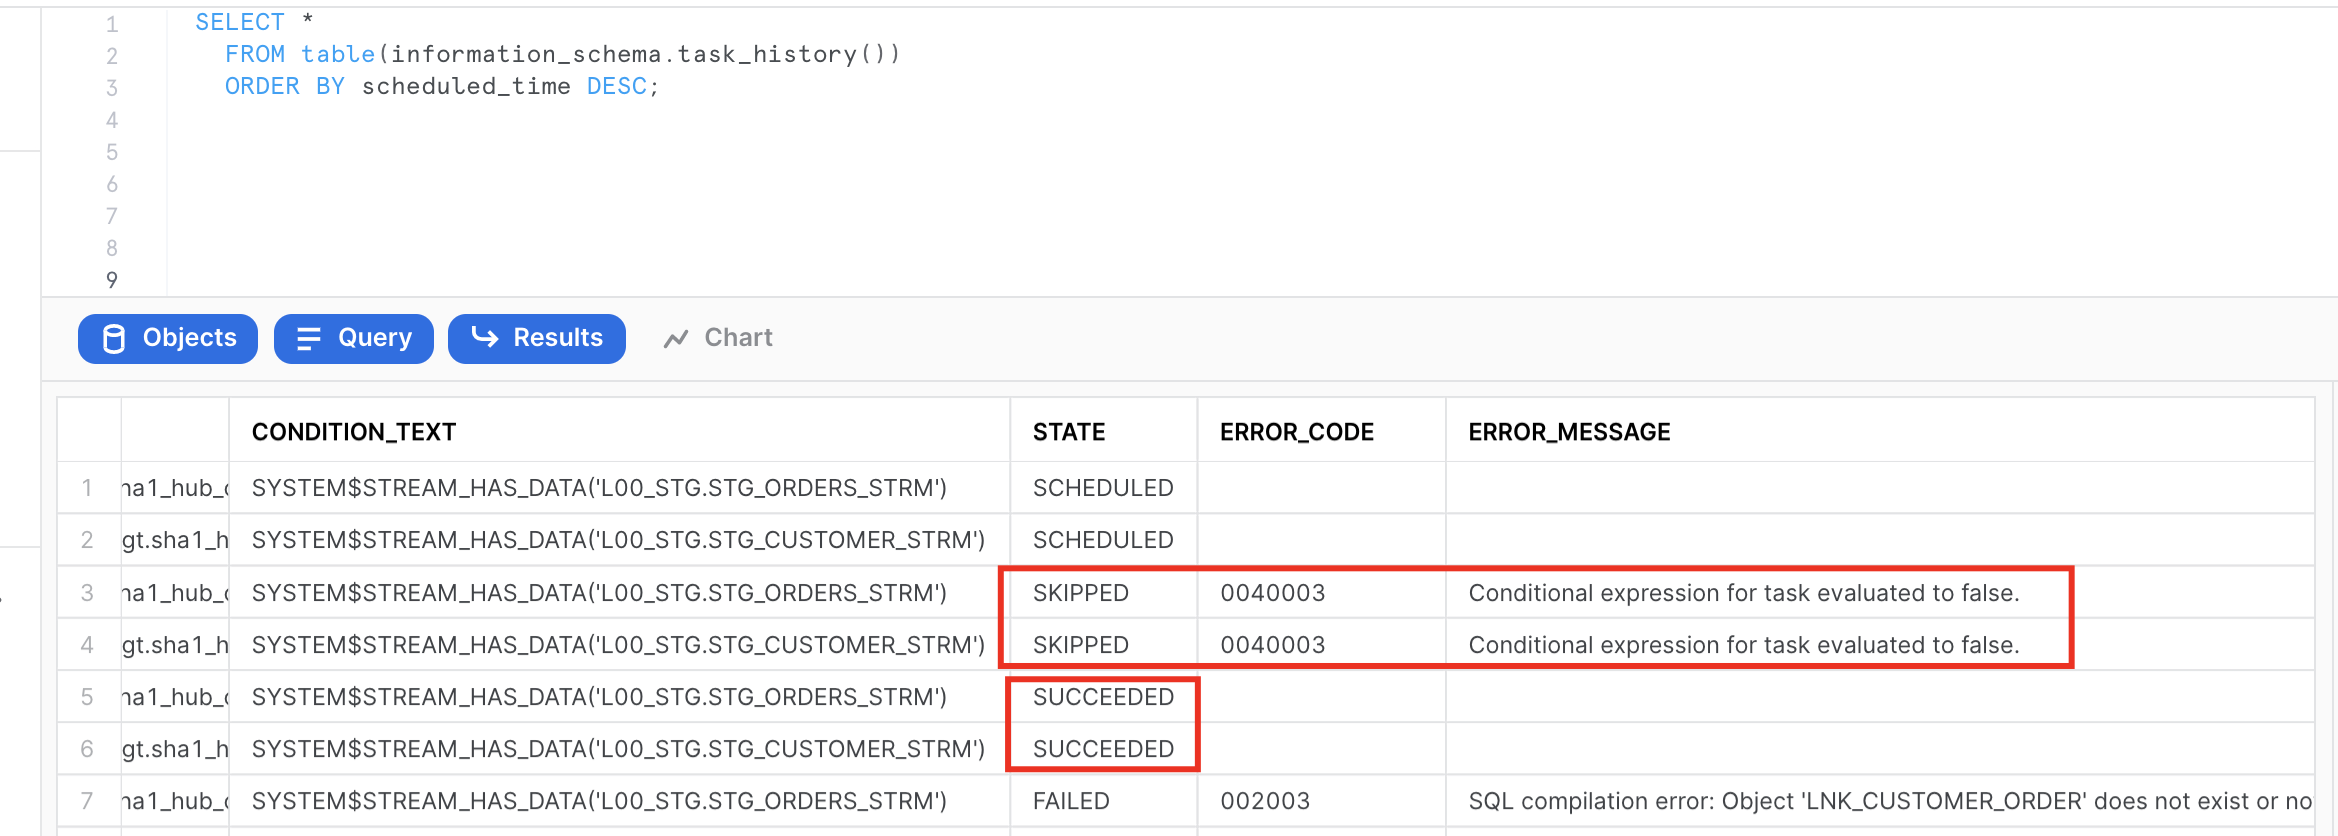 1 SELECT *
2 FROM table(information_schema.task_history())
3 ORDER BY scheduled_time DESC;
4
5
6
7
8
9
Objects Query Results Chart
CONDITION_TEXT STATE ERROR_CODE ERROR_MESSAGE
1 na1_hub_c SYSTEM$STREAM_HAS_DATA('L00_STG.STG_ORDERS_STRM') SCHEDULED
2 gt.sha1_h SYSTEM$STREAM_HAS_DATA('L00_STG.STG_CUSTOMER_STRM') SCHEDULED
3 na1_hub_c SYSTEM$STREAM_HAS_DATA('L00_STG.STG_ORDERS_STRM') SKIPPED 0040003 Conditional expression for task evaluated to false.
4 gt.sha1_h SYSTEM$STREAM_HAS_DATA('L00_STG.STG_CUSTOMER_STRM') SKIPPED 0040003 Conditional expression for task evaluated to false.
5 na1_hub_c SYSTEM$STREAM_HAS_DATA('L00_STG.STG_ORDERS_STRM') SUCCEEDED
6 gt.sha1_h SYSTEM$STREAM_HAS_DATA('L00_STG.STG_CUSTOMER_STRM') SUCCEEDED
7 na1_hub_c SYSTEM$STREAM_HAS_DATA('L00_STG.STG_ORDERS_STRM') FAILED 002003 SQL compilation error: Object 'LNK_CUSTOMER_ORDER' does not exist or no